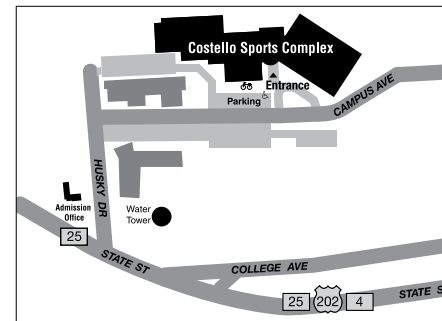 Costello Sports Complex
Entrance
Parking
CAMPUS AVE
HUSKY DR
Admission
Office
Water
Tower
25
STATE ST
COLLEGE AVE
25
202
4
STATE S